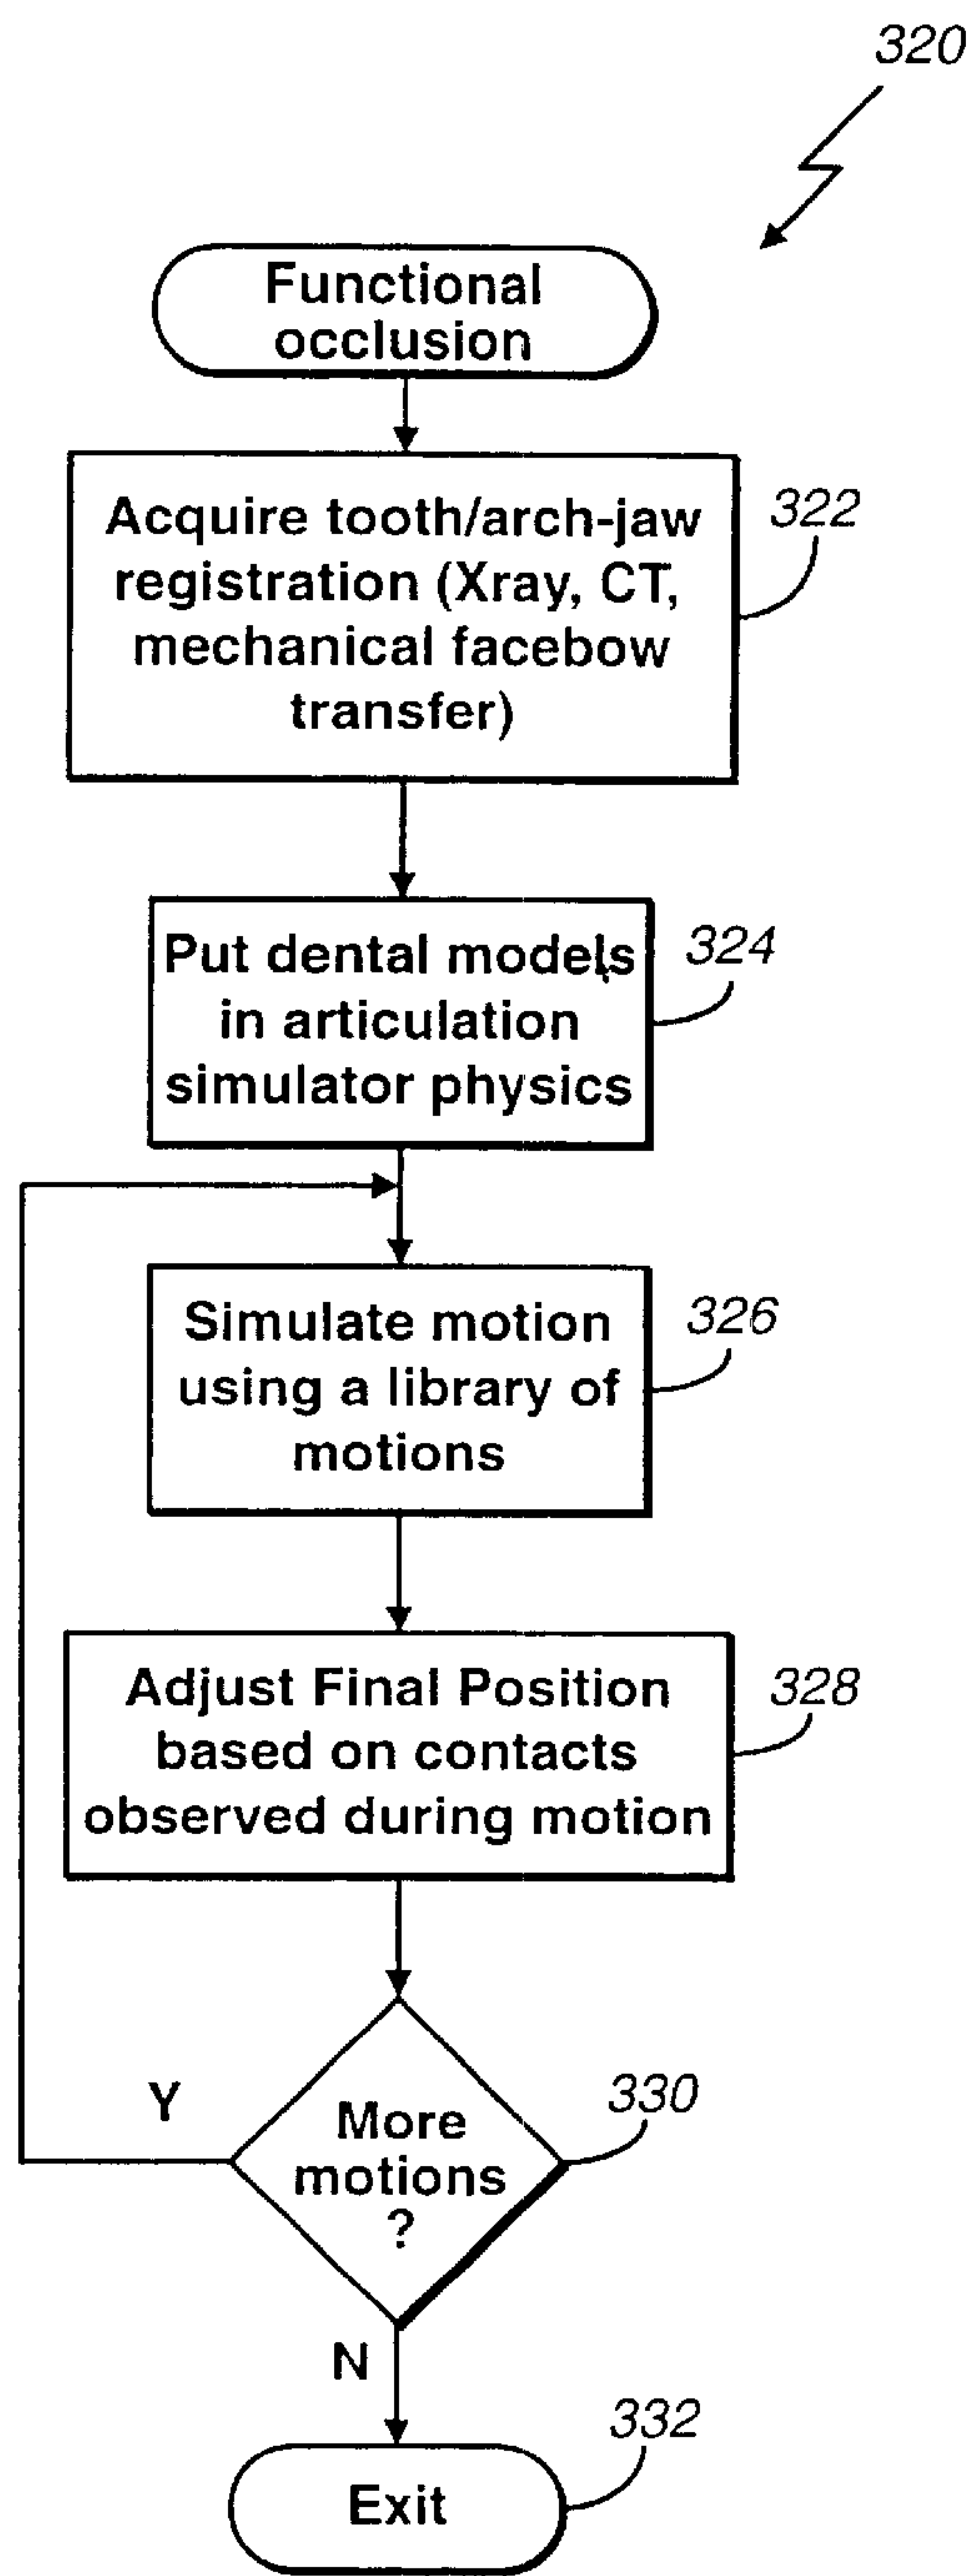 320
Functional
occlusion
Acquire tooth/arch-jaw
registration (Xray, CT,
mechanical facebow
transfer)
322
Put dental models
in articulation
simulator physics
324
Simulate motion
using a library of
motions
326
Adjust Final Position
based on contacts
observed during motion
328
Y
More
motions
?
330
N
Exit
332